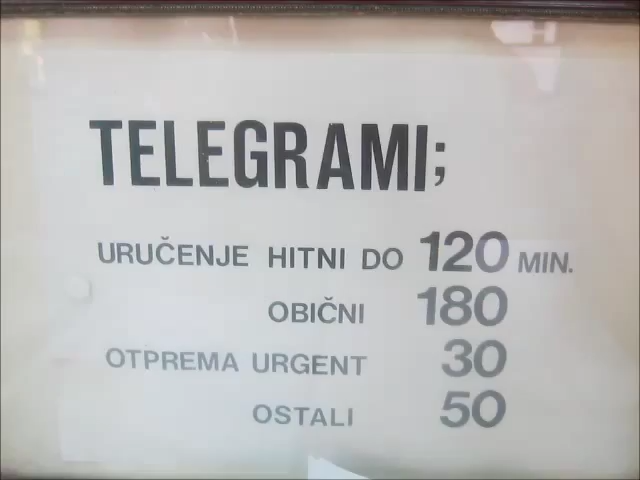 TELEGRAMI;
URUČENJE HITNI DO 120 MIN.
OBIČNI 180
OTPREMA URGENT 30
OSTALI 50